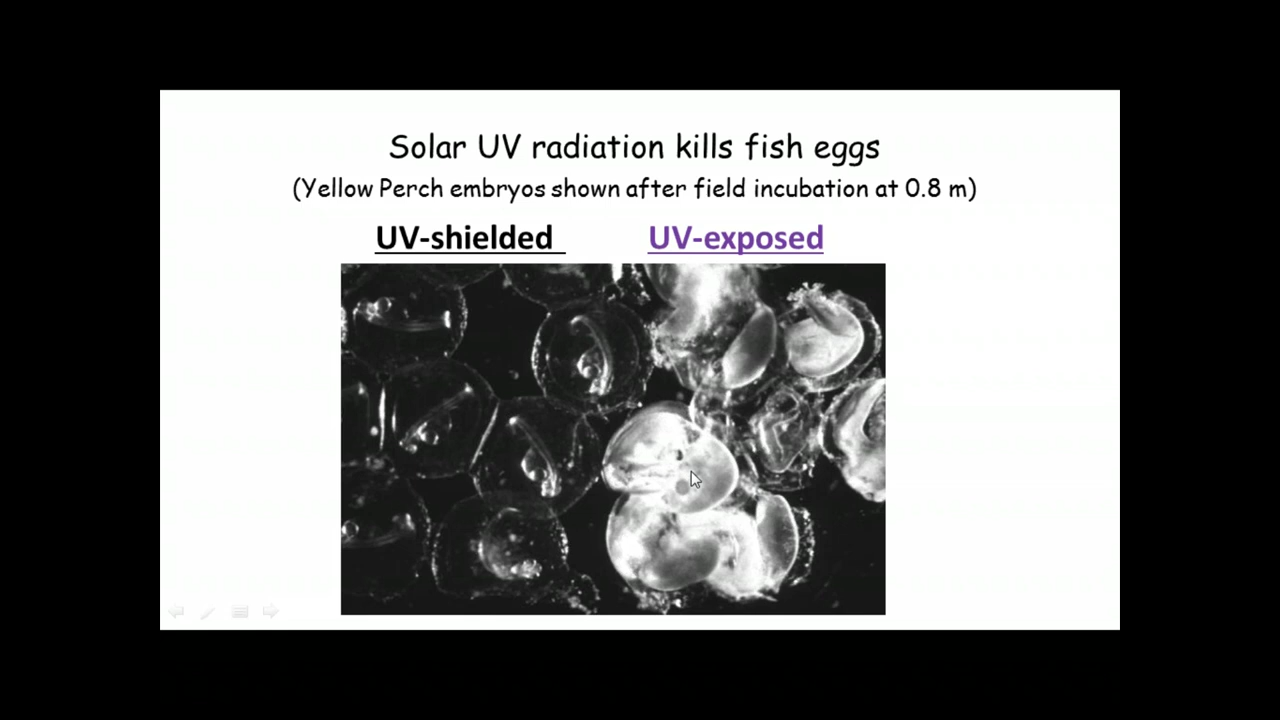 Solar UV radiation kills fish eggs
(Yellow Perch embryos shown after field incubation at 0.8 m)
UV-shielded UV-exposed